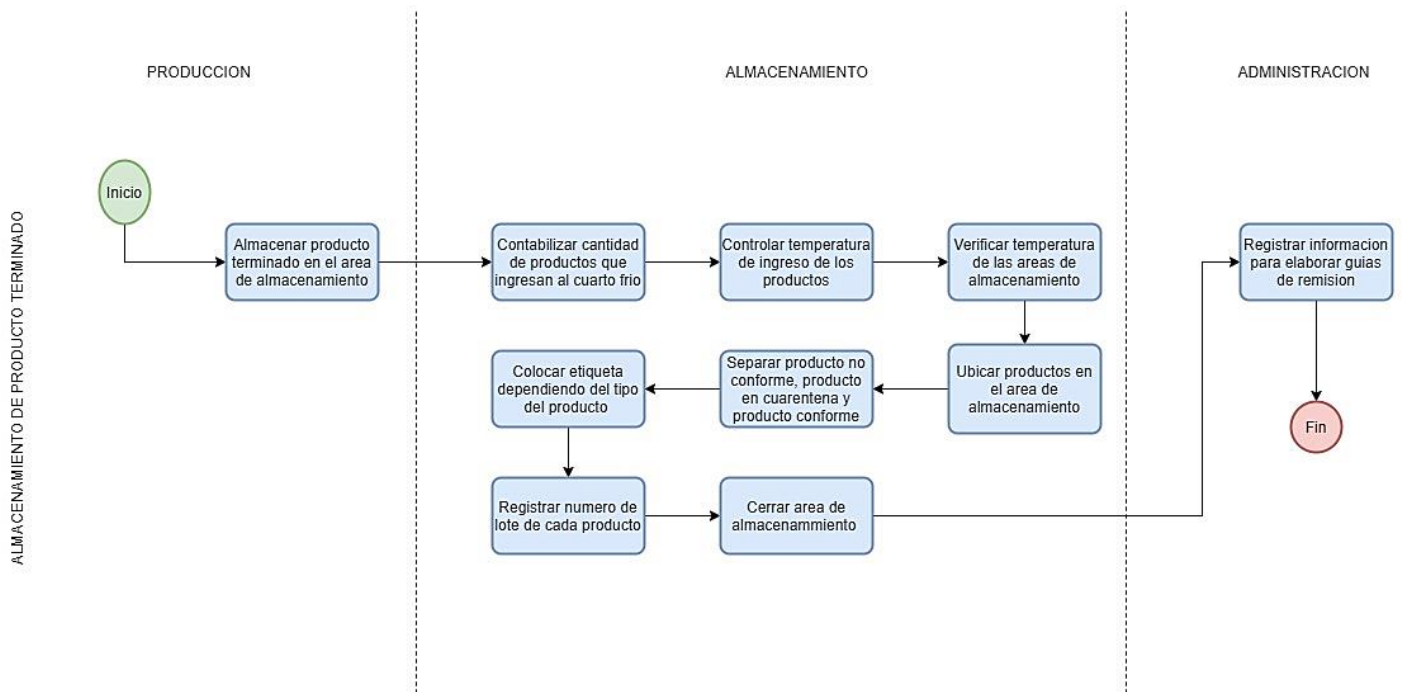 PRODUCCION
ALMACENAMIENTO
ADMINISTRACION
ALMACENAMIENTO DE PRODUCTO TERMINADO
Inicio
Almacenar producto
terminado en el area
de almacenamiento
Contabilizar cantidad
de productos que
ingresan al cuarto frio
Controlar temperatura
de ingreso de los
productos
Verificar temperatura
de las areas de
almacenamiento
Ubicar productos en
el area de
almacenamiento
Separar producto no
conforme, producto
en cuarentena y
producto conforme
Colocar etiqueta
dependiendo del tipo
del producto
Registrar numero de
lote de cada producto
Cerrar area de
almacenammiento
Registrar informacion
para elaborar guias
de remision
Fin